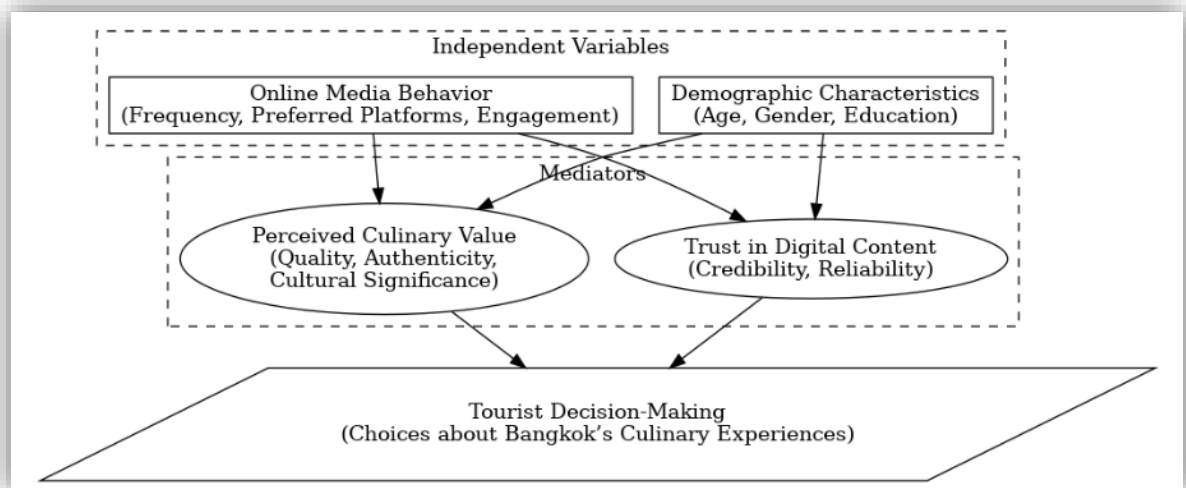 Independent Variables
Online Media Behavior
(Frequency, Preferred Platforms, Engagement)
Demographic Characteristics
(Age, Gender, Education)
Mediators
Perceived Culinary Value
(Quality, Authenticity,
Cultural Significance)
Trust in Digital Content
(Credibility, Reliability)
Tourist Decision-Making
(Choices about Bangkok’s Culinary Experiences)